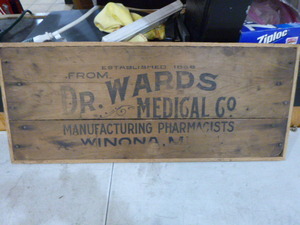 ESTABLISHED 1856
FROM
DR. WARDS
MEDICAL CO
MANUFACTURING PHARMACISTS
WINONA, M
Ziploc